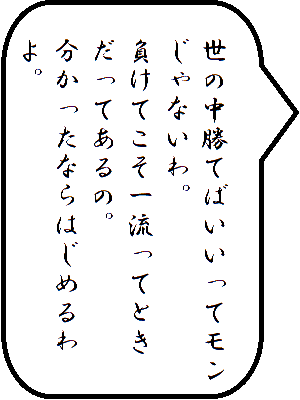 世の中勝てばいいってモン
じゃないわ。
負けてこそ一流ってとき
だってあるの。
分かったならはじめるわ
よ。